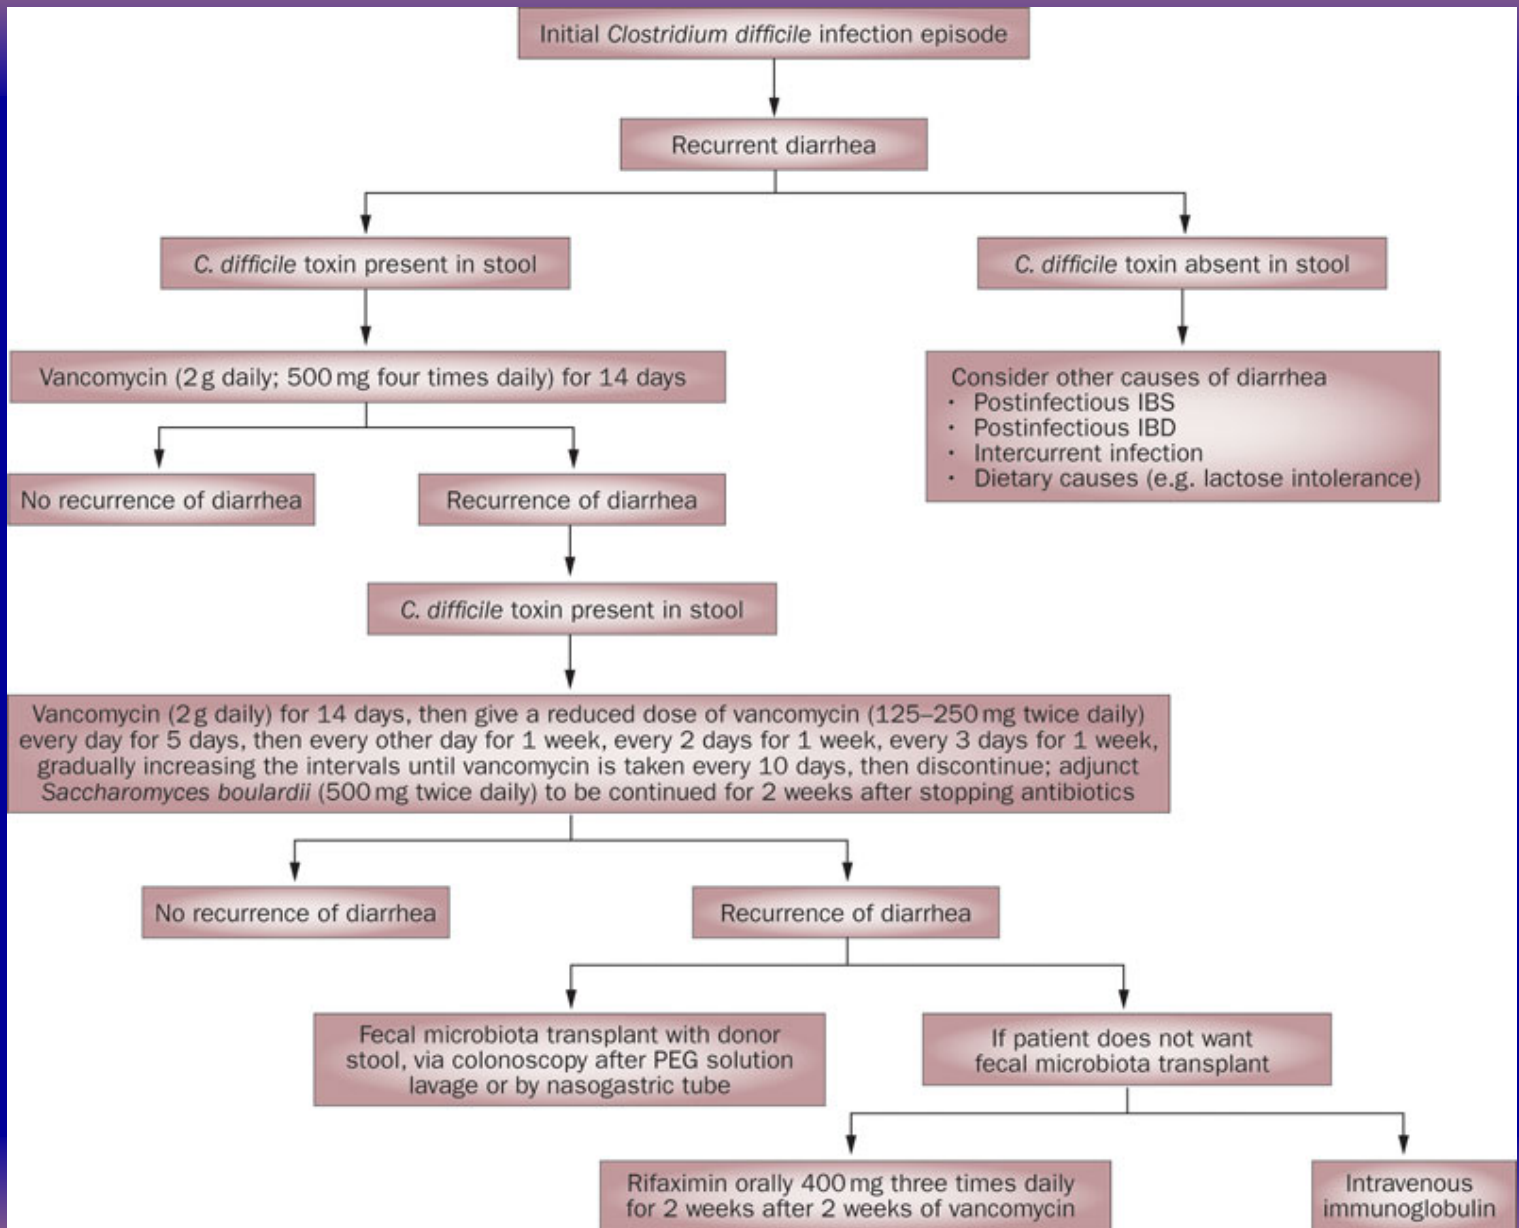 Initial Clostridium difficile infection episode
Recurrent diarrhea
C. difficile toxin present in stool
C. difficile toxin absent in stool
Vancomycin (2 g daily; 500 mg four times daily) for 14 days
Consider other causes of diarrhea
· Postinfectious IBS
· Postinfectious IBD
· Intercurrent infection
· Dietary causes (e.g. lactose intolerance)
No recurrence of diarrhea
Recurrence of diarrhea
C. difficile toxin present in stool
Vancomycin (2 g daily) for 14 days, then give a reduced dose of vancomycin (125–250 mg twice daily)
every day for 5 days, then every other day for 1 week, every 2 days for 1 week, every 3 days for 1 week,
gradually increasing the intervals until vancomycin is taken every 10 days, then discontinue; adjunct
Saccharomyces boulardii (500 mg twice daily) to be continued for 2 weeks after stopping antibiotics
No recurrence of diarrhea
Recurrence of diarrhea
Fecal microbiota transplant with donor
stool, via colonoscopy after PEG solution
lavage or by nasogastric tube
If patient does not want
fecal microbiota transplant
Rifaximin orally 400 mg three times daily
for 2 weeks after 2 weeks of vancomycin
Intravenous
immunoglobulin